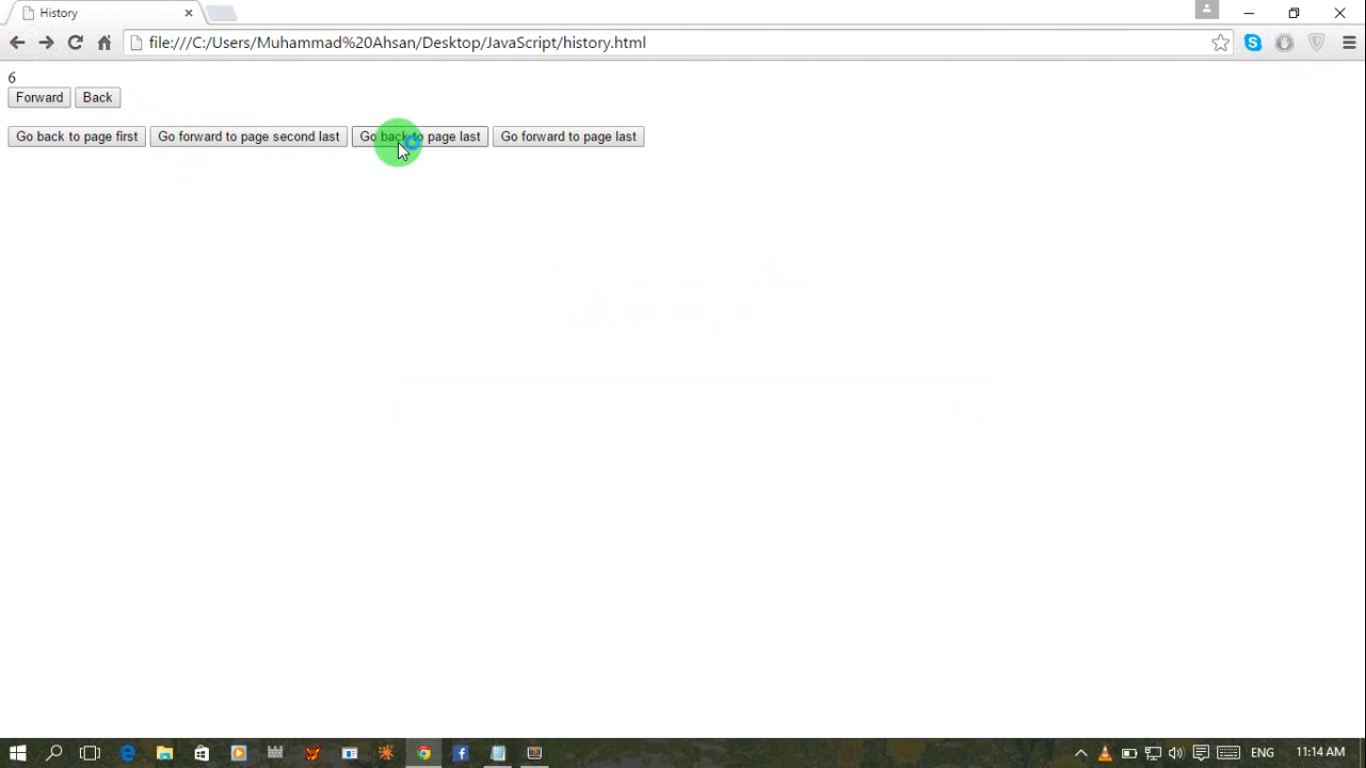 History
file:///C:/Users/Muhammad%20Ahsan/Desktop/JavaScript/history.html
6
Forward Back
Go back to page first Go forward to page second last Go back to page last Go forward to page last
ENG 11:14 AM